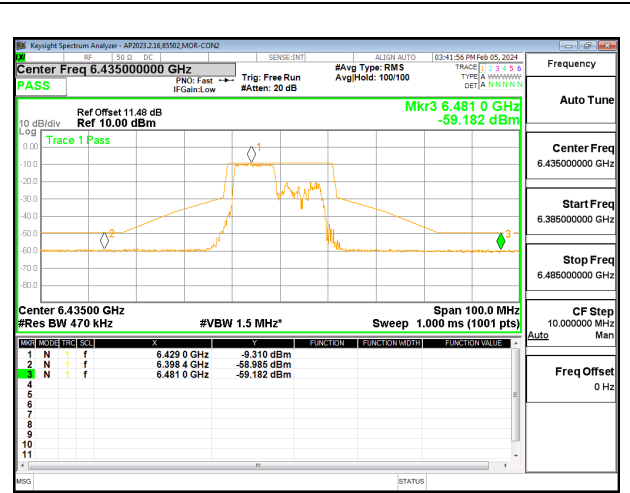 Keysight Spectrum Analyzer - AP2023.2.16,85502,MOR-CON2
RF 50 Ω DC SENSE:INT ALIGN AUTO 03:41:56 PM Feb 05, 2024
Center Freq 6.435000000 GHz #Avg Type: RMS TRACE 1 2 3 4 5 6
PNO: Fast Trig: Free Run Avg|Hold: 100/100 TYPE A WWWWW
PASS IFGain:Low #Atten: 20 dB DET A N N N N N
Ref Offset 11.48 dB Mkr3 6.481 0 GHz
10 dB/div Ref 10.00 dBm -59.182 dBm
Log
Trace 1 Pass
0.00
-10.0
-20.0
-30.0
-40.0
-50.0
-60.0
-70.0
-80.0
1
2
3
Center 6.43500 GHz Span 100.0 MHz
#Res BW 470 kHz #VBW 1.5 MHz* Sweep 1.000 ms (1001 pts)
MKR MODE TRC SCL X Y FUNCTION FUNCTION WIDTH FUNCTION VALUE
1 N 1 f 6.429 0 GHz -9.310 dBm
2 N 1 f 6.398 4 GHz -58.985 dBm
3 N 1 f 6.481 0 GHz -59.182 dBm
4
5
6
7
8
9
10
11
MSG STATUS
Frequency
Auto Tune
Center Freq
6.435000000 GHz
Start Freq
6.385000000 GHz
Stop Freq
6.485000000 GHz
CF Step
10.000000 MHz
Auto Man
Freq Offset
0 Hz